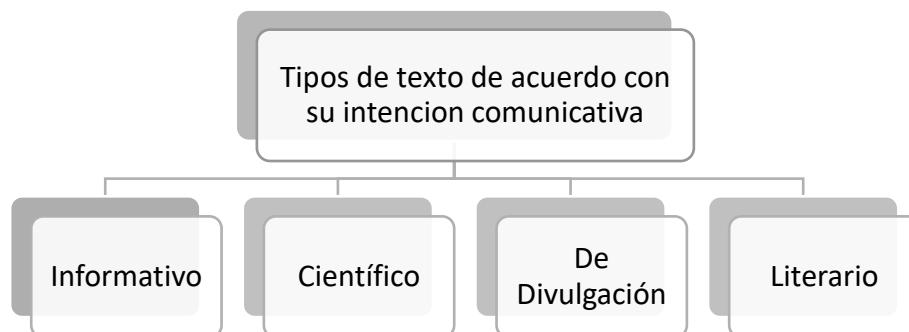 Tipos de texto de acuerdo con
su intencion comunicativa
Informativo
Científico
De
Divulgación
Literario